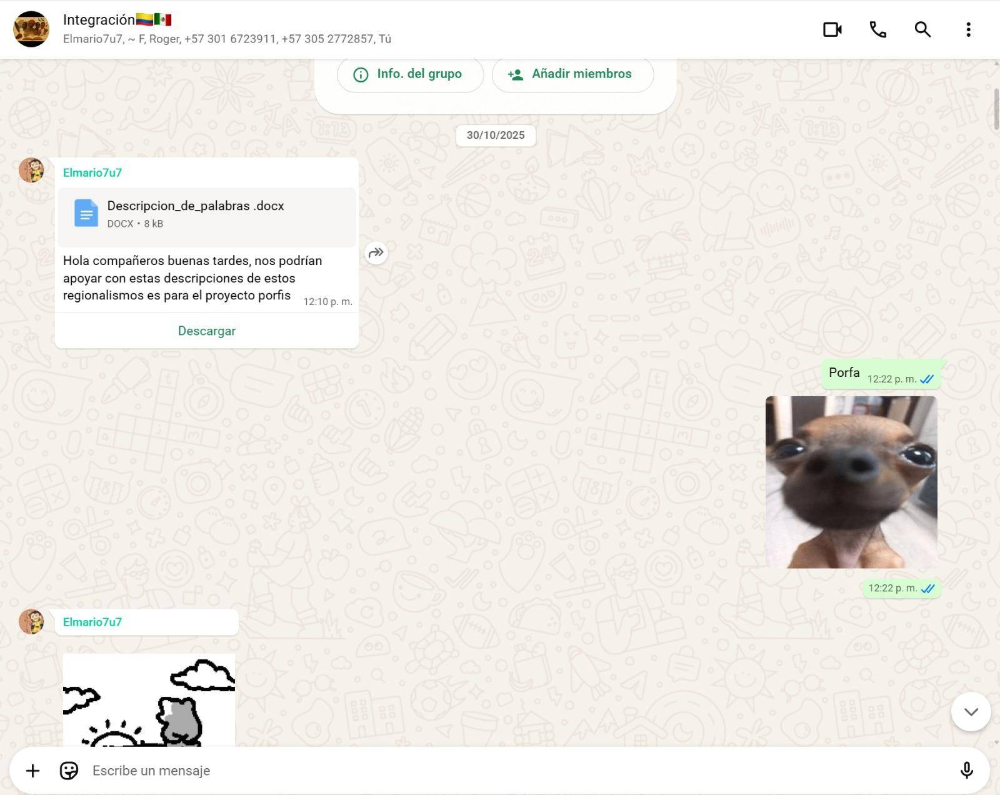 Integración🇨🇴🇲🇽
Elmario7u7, ~ F, Roger, +57 301 6723911, +57 305 2772857, Tú
Info. del grupo
Añadir miembros
30/10/2025
Elmario7u7
Descripcion_de_palabras .docx
DOCX • 8 kB
Hola compañeros buenas tardes, nos podrían
apoyar con estas descripciones de estos
regionalismos es para el proyecto porfis
12:10 p. m.
Descargar
Porfa
12:22 p. m.
12:22 p. m.
Elmario7u7
Escribe un mensaje